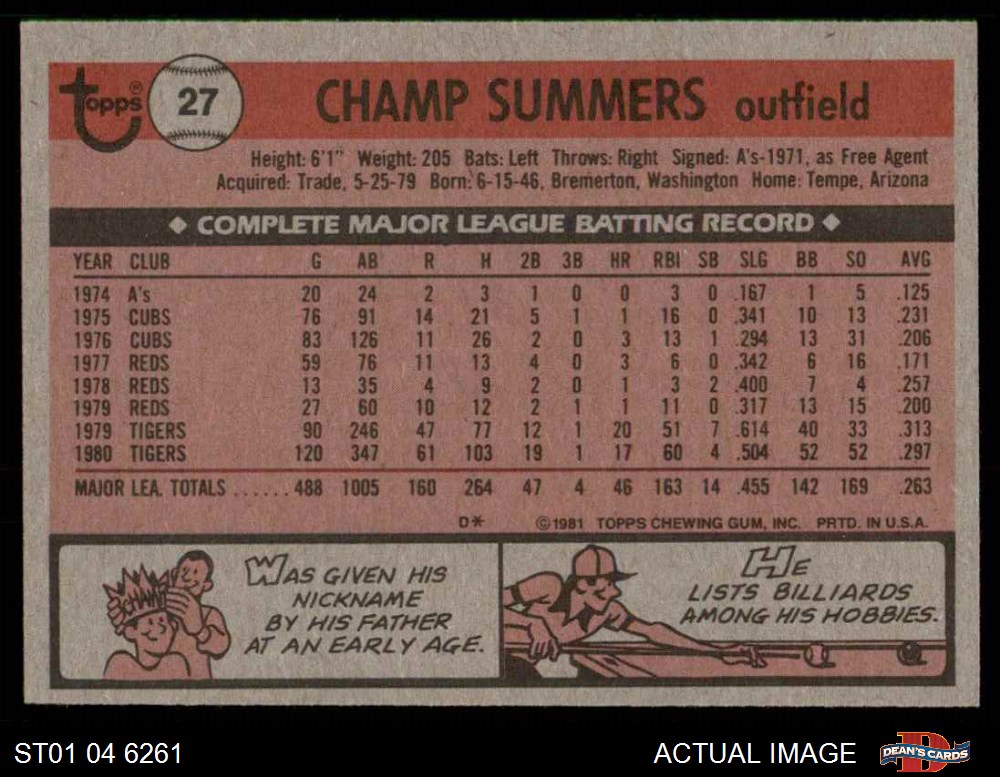 topps® 27 CHAMP SUMMERS outfield
Height: 6'1" Weight: 205 Bats: Left Throws: Right Signed: A's-1971, as Free Agent
Acquired: Trade, 5-25-79 Born: 6-15-46, Bremerton, Washington Home: Tempe, Arizona
◆ COMPLETE MAJOR LEAGUE BATTING RECORD ◆
YEAR CLUB G AB R H 2B 3B HR RBI SB SLG BB SO AVG
1974 A's 20 24 2 3 1 0 0 3 0 .167 1 5 .125
1975 CUBS 76 91 14 21 5 1 1 16 0 .341 10 13 .231
1976 CUBS 83 126 11 26 2 0 3 13 1 .294 13 31 .206
1977 REDS 59 76 11 13 4 0 3 6 0 .342 6 16 .171
1978 REDS 13 35 4 9 2 0 1 3 2 .400 7 4 .257
1979 REDS 27 60 10 12 2 1 1 11 0 .317 13 15 .200
1979 TIGERS 90 246 47 77 12 1 20 51 7 .614 40 33 .313
1980 TIGERS 120 347 61 103 19 1 17 60 4 .504 52 52 .297
MAJOR LEA. TOTALS ......488 1005 160 264 47 4 46 163 14 .455 142 169 .263
D* ©1981 TOPPS CHEWING GUM, INC. PRTD. IN U.S.A.
CHAMP
WAS GIVEN HIS
NICKNAME
BY HIS FATHER
AT AN EARLY AGE.
HE
LISTS BILLIARDS
AMONG HIS HOBBIES.
ST01 04 6261 ACTUAL IMAGE DEAN'S CARDS